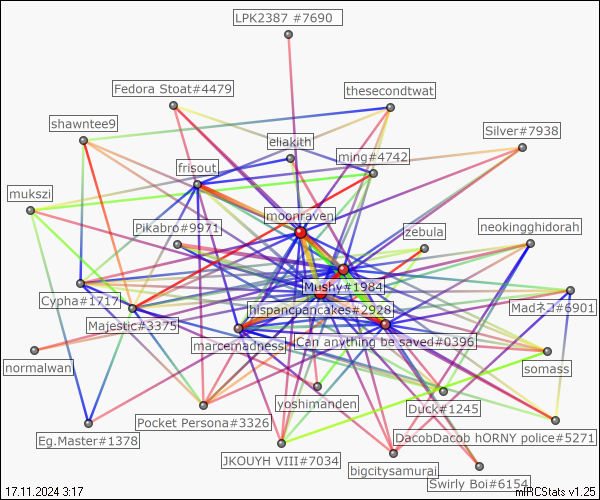 LPK2387 #7690
Fedora Stoat#4479
thesecondtwat
shawntee9
Silver#7938
eliakith
ming#4742
frisout
mukszi
moonraven
Pikabro#9971
zebula
neokingghidorah
Mushy#1984
Cypha#1717
hispancpancakes#2928
Madネコ#6901
Majestic#3375
marcemadness
Can anything be saved#0396
normalwan
somass
yoshimanden
Duck#1245
Pocket Persona#3326
Eg.Master#1378
DacobDacob hORNY police#5271
JKOUYH VIII#7034
bigcitysamurai
Swirly Boi#6154
17.11.2024 3:17
mIRCStats v1.25